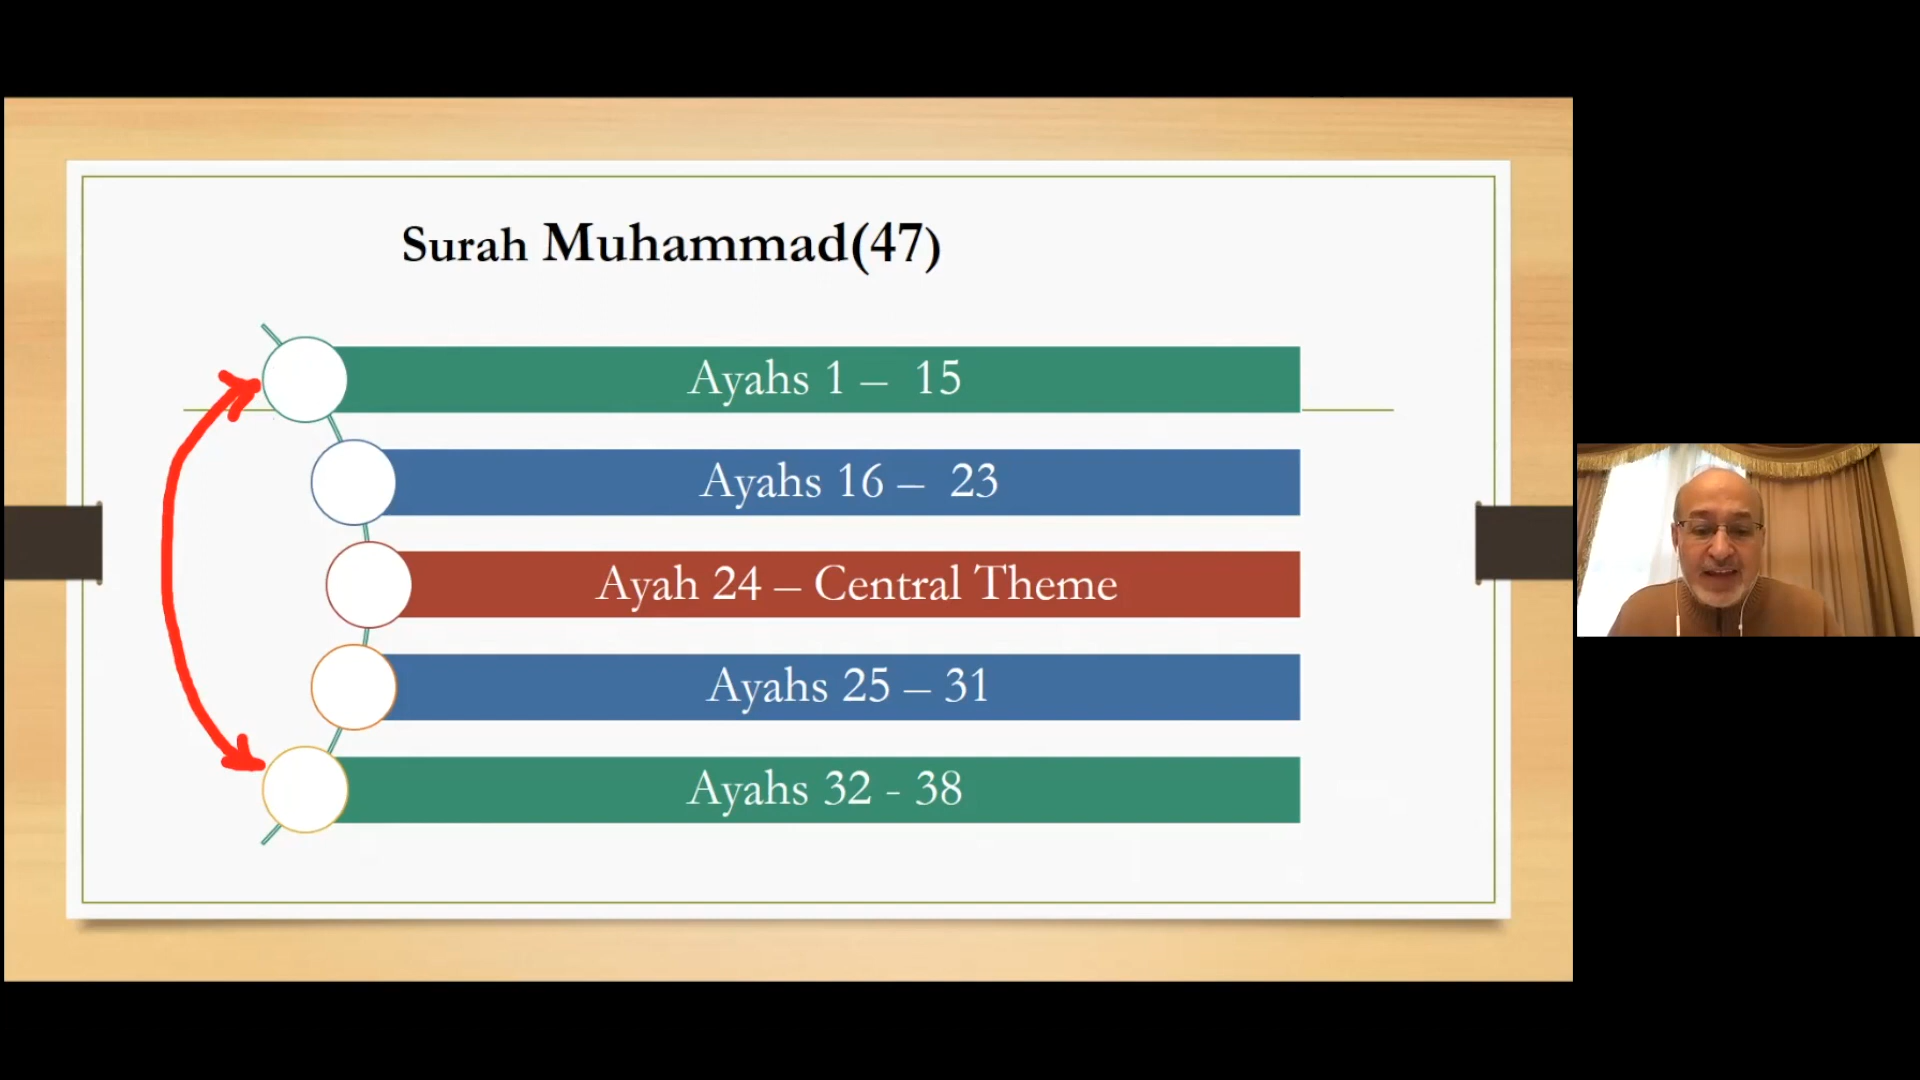 Surah Muhammad(47)
Ayahs 1 – 15
Ayahs 16 – 23
Ayah 24 – Central Theme
Ayahs 25 – 31
Ayahs 32 - 38